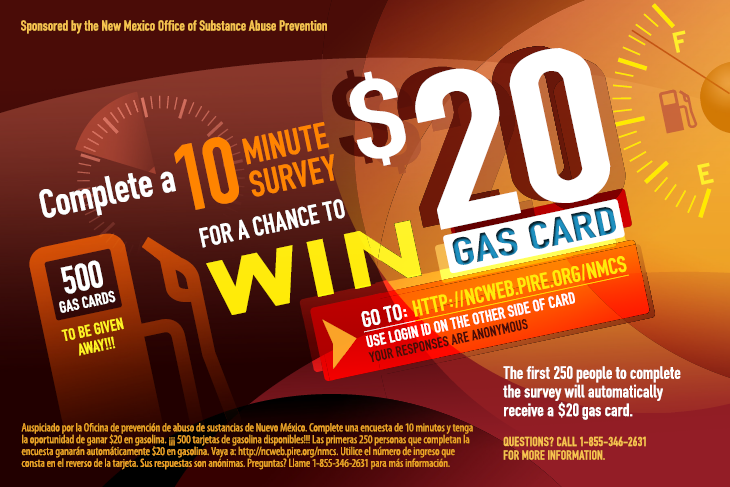 Sponsored by the New Mexico Office of Substance Abuse Prevention
F
E
Complete a 10 MINUTE SURVEY
FOR A CHANCE TO
WIN
$20
GAS CARD
500
GAS CARDS
TO BE GIVEN
AWAY!!!
GO TO: HTTP://NCWEB.PIRE.ORG/NMCS
USE LOGIN ID ON THE OTHER SIDE OF CARD
YOUR RESPONSES ARE ANONYMOUS
The first 250 people to complete
the survey will automatically
receive a $20 gas card.
QUESTIONS? CALL 1-855-346-2631
FOR MORE INFORMATION.
Auspiciado por la Oficina de prevención de abuso de sustancias de Nuevo México. Complete una encuesta de 10 minutos y tenga
la oportunidad de ganar $20 en gasolina. ¡¡¡ 500 tarjetas de gasolina disponibles!!! Las primeras 250 personas que completan la
encuesta ganarán automáticamente $20 en gasolina. Vaya a: http://ncweb.pire.org/nmcs. Utilice el número de ingreso que
consta en el reverso de la tarjeta. Sus respuestas son anónimas. Preguntas? Llame 1-855-346-2631 para más información.